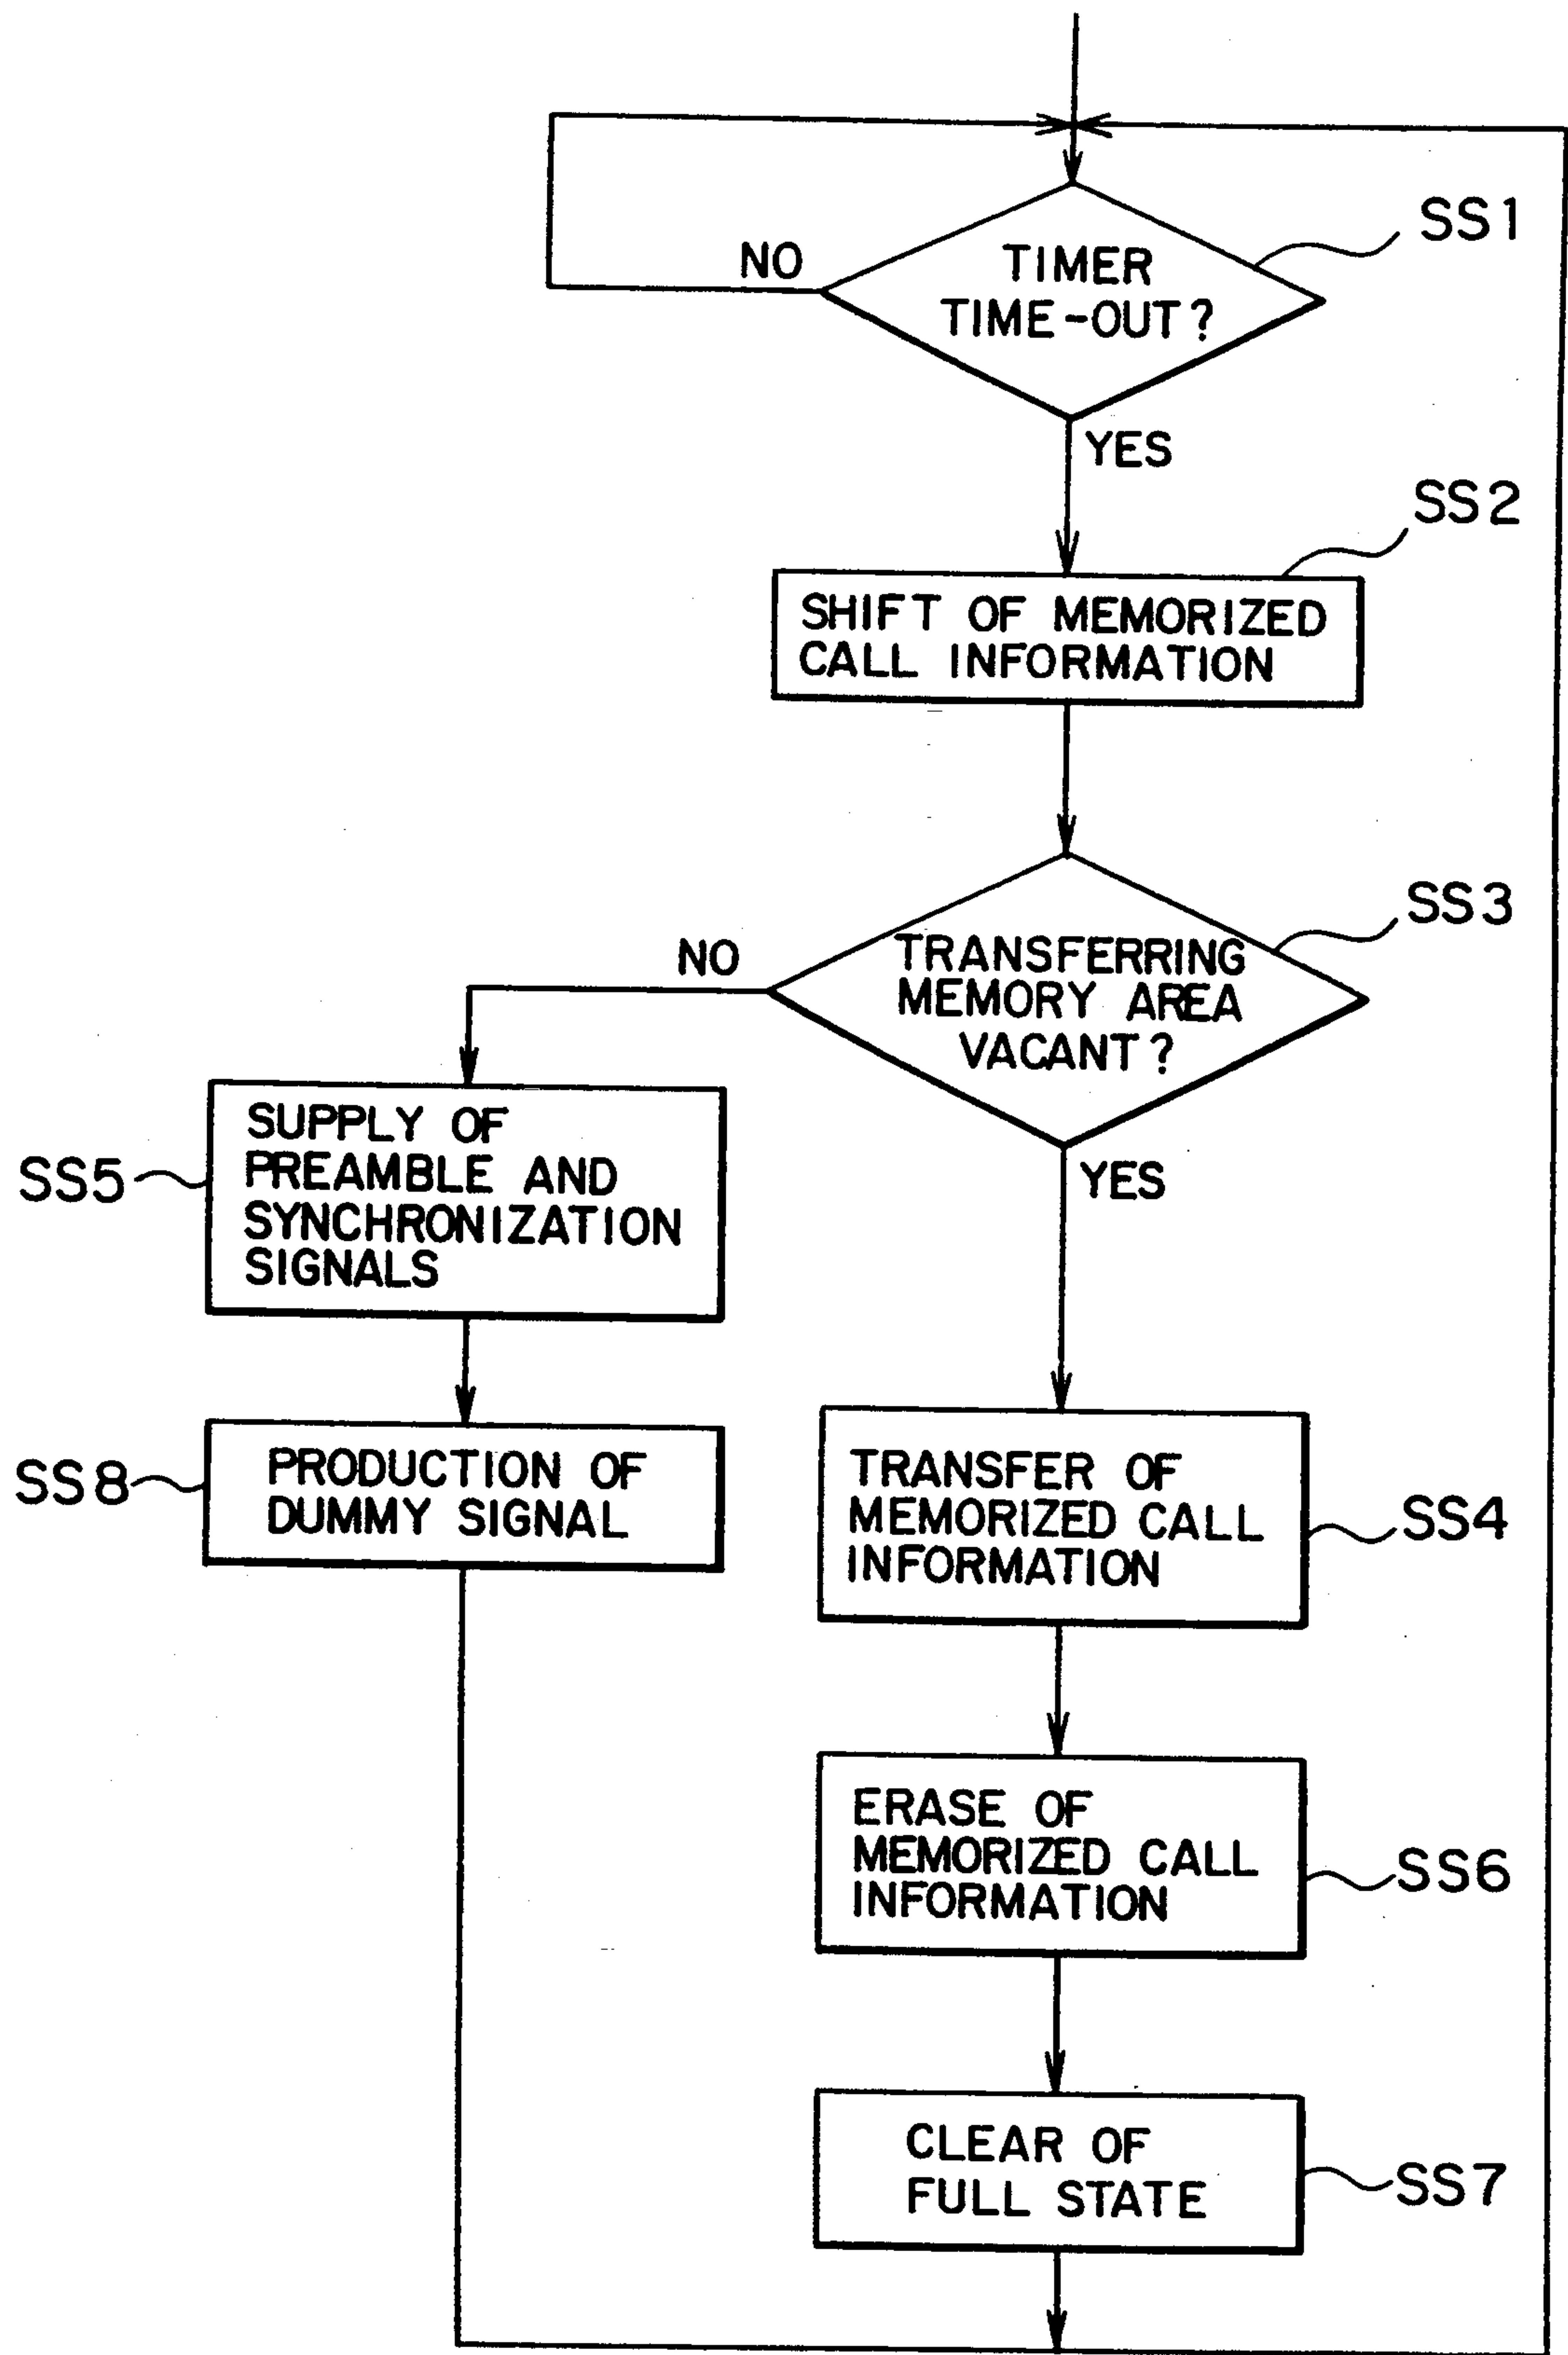 SS1
NO
TIMER
TIME-OUT?
YES
SS2
SHIFT OF MEMORIZED
CALL INFORMATION
SS3
NO
TRANSFERRING
MEMORY AREA
VACANT?
YES
SS5
SUPPLY OF
PREAMBLE AND
SYNCHRONIZATION
SIGNALS
SS8
PRODUCTION OF
DUMMY SIGNAL
TRANSFER OF
MEMORIZED CALL
INFORMATION
SS4
ERASE OF
MEMORIZED CALL
INFORMATION
SS6
CLEAR OF
FULL STATE
SS7